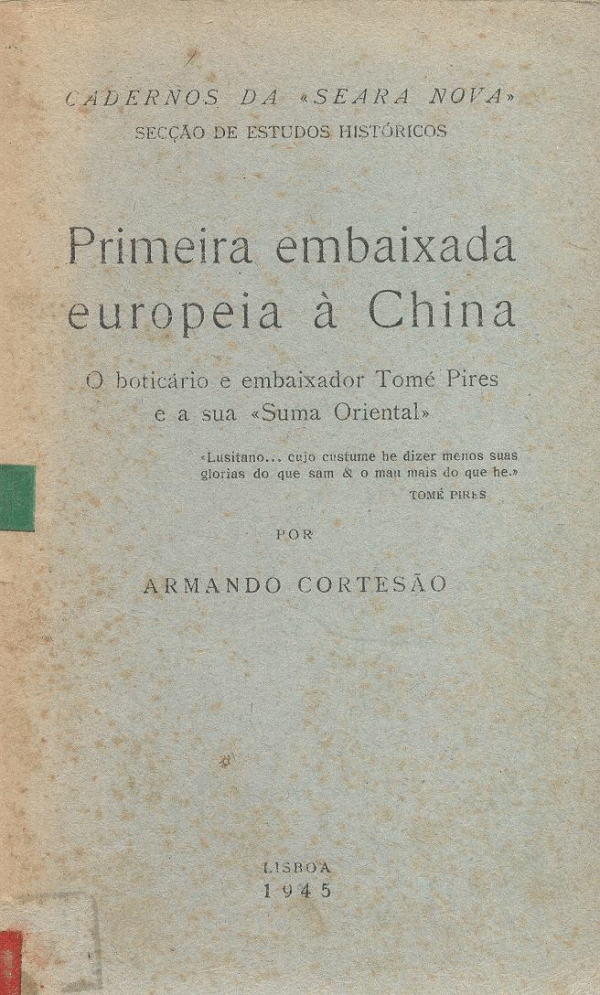 CADERNOS DA «SEARA NOVA»
SECÇÃO DE ESTUDOS HISTÓRICOS
Primeira embaixada
europeia à China
O boticário e embaixador Tomé Pires
e a sua «Suma Oriental»
«Lusitano... cujo custume he dizer menos suas
glorias do que sam & o mau mais do que he.»
TOMÉ PIRES
POR
ARMANDO CORTESÃO
LISBOA
1945